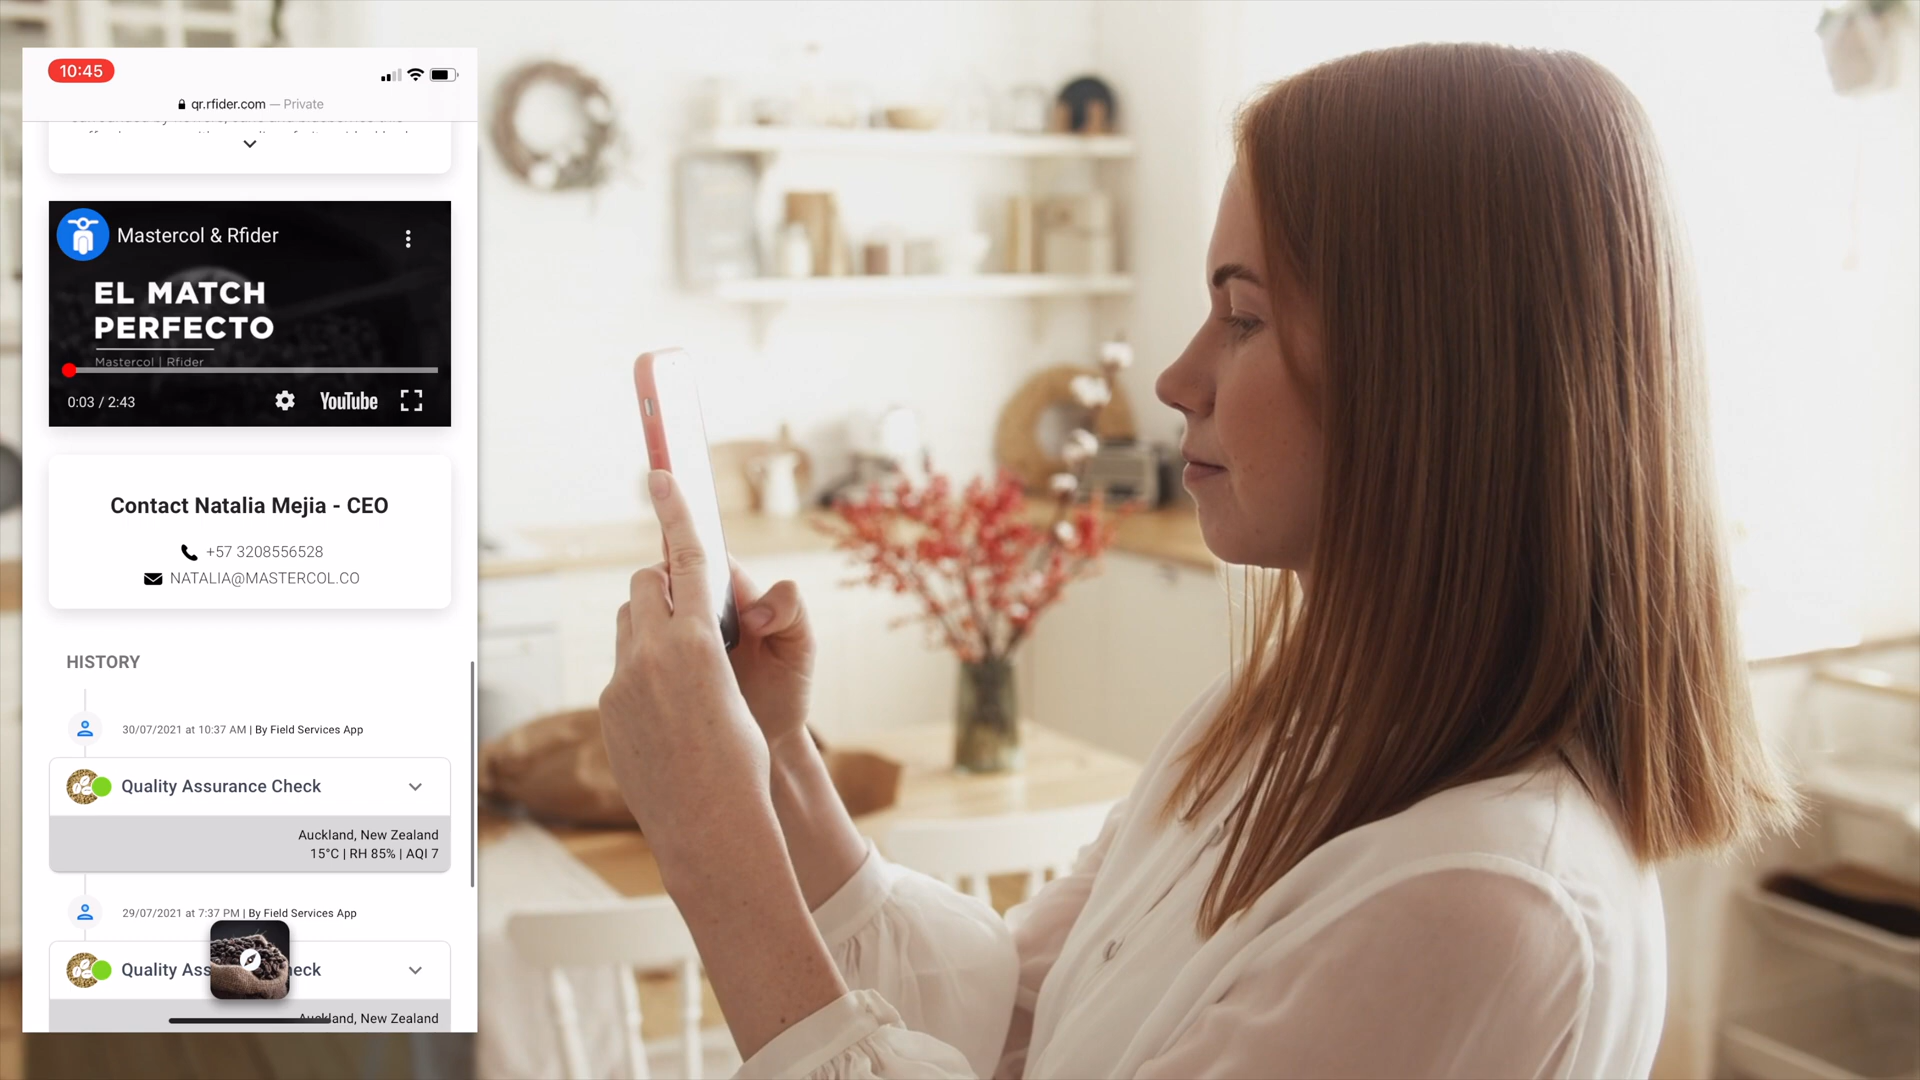 10:45
qr.rfider.com — Private
Mastercol & Rfider
EL MATCH
PERFECTO
Mastercol | Rfider
0:03 / 2:43
YouTube
Contact Natalia Mejia - CEO
+57 3208556528
NATALIA@MASTERCOL.CO
HISTORY
30/07/2021 at 10:37 AM | By Field Services App
Quality Assurance Check
Auckland, New Zealand
15°C | RH 85% | AQI 7
29/07/2021 at 7:37 PM | By Field Services App
Quality Ass heck
Auckland, New Zealand